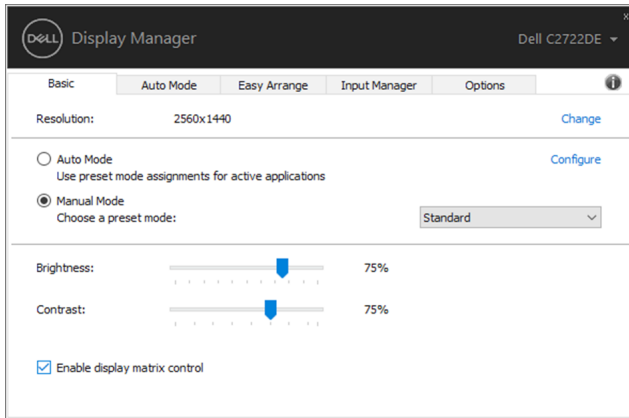 DELL Display Manager Dell C2722DE
Basic Auto Mode Easy Arrange Input Manager Options
Resolution: 2560x1440 Change
Auto Mode Configure
Use preset mode assignments for active applications
Manual Mode
Choose a preset mode: Standard
Brightness: 75%
Contrast: 75%
Enable display matrix control